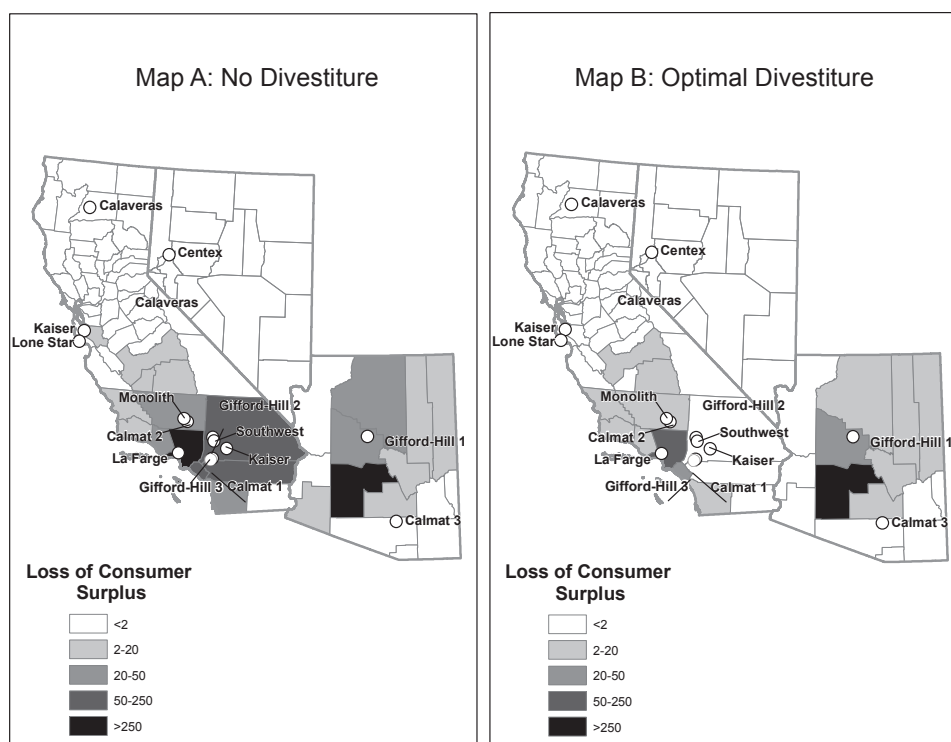 Map A: No Divestiture
Calaveras
Centex
Calaveras
Kaiser
Lone Star
Monolith
Gifford-Hill 2
Calmat 2
Southwest
Gifford-Hill 1
La Farge
Kaiser
Gifford-Hill 3
Calmat 1
Calmat 3
Loss of Consumer
Surplus
<2
2-20
20-50
50-250
>250
Map B: Optimal Divestiture
Calaveras
Centex
Calaveras
Kaiser
Lone Star
Monolith
Gifford-Hill 2
Calmat 2
Southwest
Gifford-Hill 1
La Farge
Kaiser
Gifford-Hill 3
Calmat 1
Calmat 3
Loss of Consumer
Surplus
<2
2-20
20-50
50-250
>250